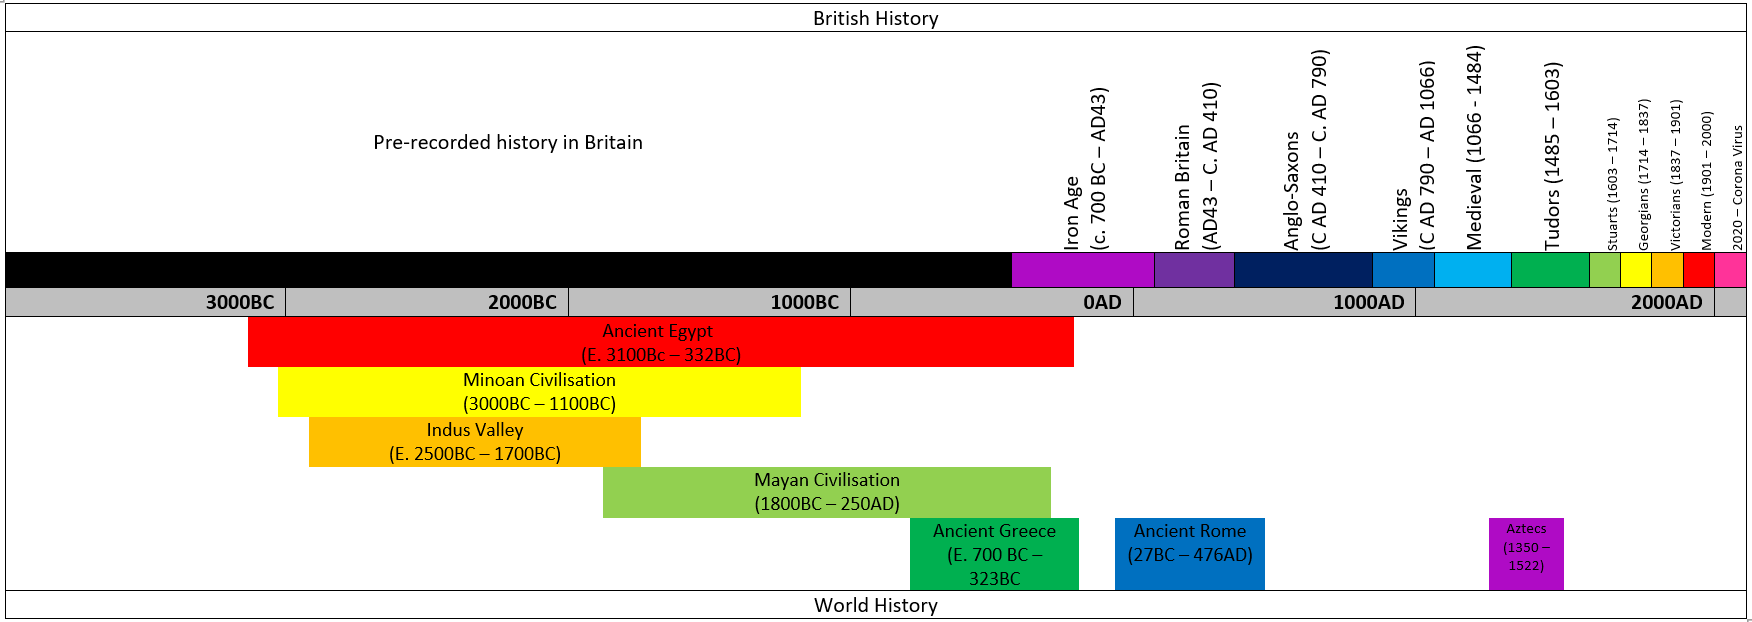 British History
Pre-recorded history in Britain
Iron Age
(c. 700 BC – AD43)
Roman Britain
(AD43 – C. AD 410)
Anglo-Saxons
(C AD 410 – C. AD 790)
Vikings
(C AD 790 – AD 1066)
Medieval (1066 - 1484)
Tudors (1485 – 1603)
Stuarts (1603 – 1714)
Georgians (1714 – 1837)
Victorians (1837 – 1901)
Modern (1901 – 2000)
2020 – Corona Virus
3000BC 2000BC 1000BC 0AD 1000AD 2000AD
Ancient Egypt
(E. 3100Bc – 332BC)
Minoan Civilisation
(3000BC – 1100BC)
Indus Valley
(E. 2500BC – 1700BC)
Mayan Civilisation
(1800BC – 250AD)
Ancient Greece
(E. 700 BC –
323BC
Ancient Rome
(27BC – 476AD)
Aztecs
(1350 –
1522)
World History